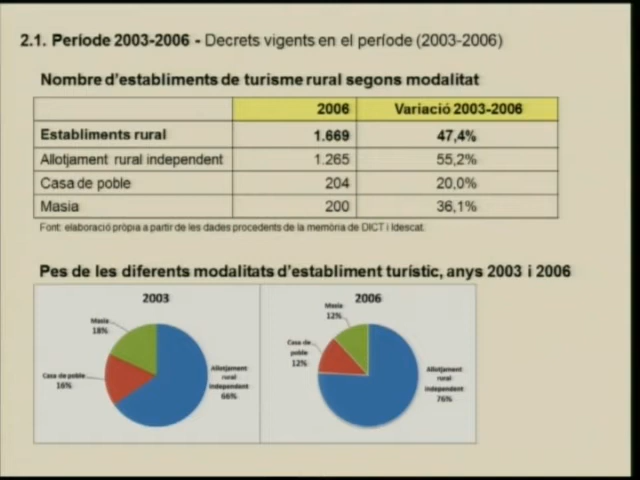 2.1. Període 2003-2006 - Decrets vigents en el període (2003-2006)
Nombre d'establiments de turisme rural segons modalitat
2006 Variació 2003-2006
Establiments rural 1.669 47,4%
Allotjament rural independent 1.265 55,2%
Casa de poble 204 20,0%
Masia 200 36,1%
Font: elaboració pròpia a partir de les dades procedents de la memòria de DICT i Idescat.
Pes de les diferents modalitats d'establiment turístic, anys 2003 i 2006
2003
Masia
18%
Casa de poble
16%
Allotjament
rural
independent
66%
2006
Masia
12%
Casa de
poble
12%
Allotjament
rural
independent
76%